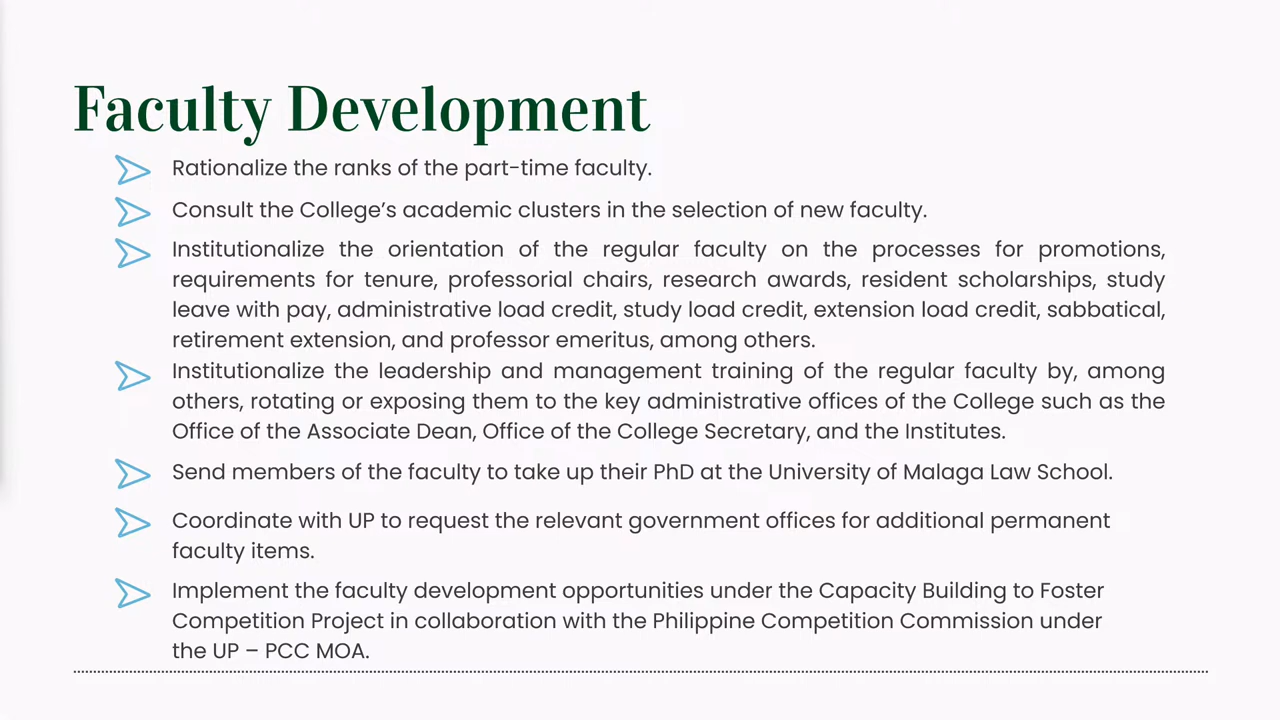 Faculty Development
Rationalize the ranks of the part-time faculty.
Consult the College’s academic clusters in the selection of new faculty.
Institutionalize the orientation of the regular faculty on the processes for promotions,
requirements for tenure, professorial chairs, research awards, resident scholarships, study
leave with pay, administrative load credit, study load credit, extension load credit, sabbatical,
retirement extension, and professor emeritus, among others.
Institutionalize the leadership and management training of the regular faculty by, among
others, rotating or exposing them to the key administrative offices of the College such as the
Office of the Associate Dean, Office of the College Secretary, and the Institutes.
Send members of the faculty to take up their PhD at the University of Malaga Law School.
Coordinate with UP to request the relevant government offices for additional permanent
faculty items.
Implement the faculty development opportunities under the Capacity Building to Foster
Competition Project in collaboration with the Philippine Competition Commission under
the UP – PCC MOA.